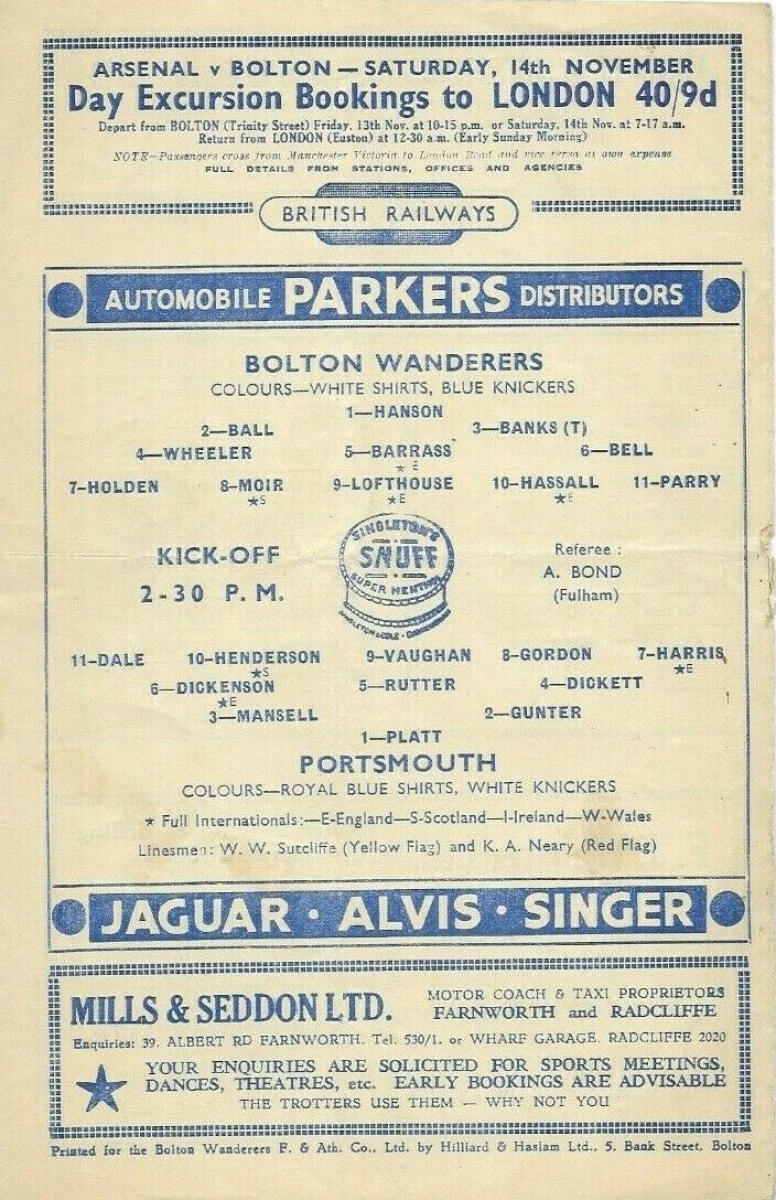 ARSENAL v BOLTON — SATURDAY, 14th NOVEMBER
Day Excursion Bookings to LONDON 40/9d
Depart from BOLTON (Trinity Street) Friday, 13th Nov. at 10-15 p.m. or Saturday, 14th Nov. at 7-17 a.m.
Return from LONDON (Euston) at 12-30 a.m. (Early Sunday Morning)
NOTE—Passengers cross from Manchester Victoria to London Road and vice versa at own expense
FULL DETAILS FROM STATIONS, OFFICES AND AGENCIES
BRITISH RAILWAYS
AUTOMOBILE PARKERS DISTRIBUTORS
BOLTON WANDERERS
COLOURS—WHITE SHIRTS, BLUE KNICKERS
1—HANSON
2—BALL 3—BANKS (T)
4—WHEELER 5—BARRASS 6—BELL
★ E
7-HOLDEN 8-MOIR 9-LOFTHOUSE 10-HASSALL 11-PARRY
★S ★E ★E
SINGLETON'S
SNUFF
SUPER MENTHOL
KICK-OFF
2-30 P. M.
Referee :
A. BOND
(Fulham)
11-DALE 10-HENDERSON 9-VAUGHAN 8-GORDON 7-HARRIS
★S ★E
6—DICKENSON 5—RUTTER 4—DICKETT
★E
3—MANSELL 2—GUNTER
1—PLATT
PORTSMOUTH
COLOURS—ROYAL BLUE SHIRTS, WHITE KNICKERS
★ Full Internationals:—E-England—S-Scotland—I-Ireland—W-Wales
Linesmen: W. W. Sutcliffe (Yellow Flag) and K. A. Neary (Red Flag)
JAGUAR · ALVIS · SINGER
MILLS & SEDDON LTD. MOTOR COACH & TAXI PROPRIETORS
FARNWORTH and RADCLIFFE
Enquiries: 39, ALBERT RD FARNWORTH. Tel. 530/1. or WHARF GARAGE, RADCLIFFE 2020
YOUR ENQUIRIES ARE SOLICITED FOR SPORTS MEETINGS,
DANCES, THEATRES, etc. EARLY BOOKINGS ARE ADVISABLE
THE TROTTERS USE THEM — WHY NOT YOU
Printed for the Bolton Wanderers F. & Ath. Co., Ltd. by Hilliard & Haslam Ltd., 5, Bank Street, Bolton